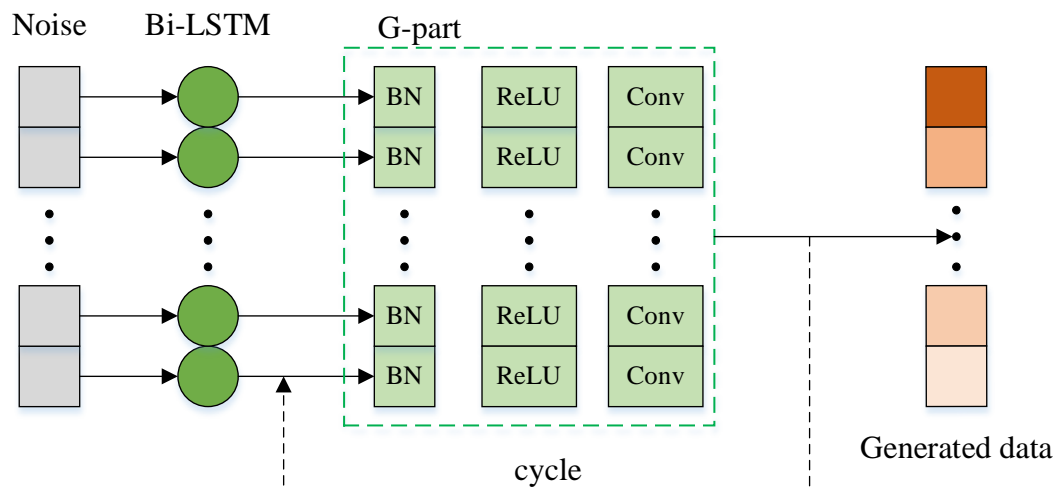 Noise Bi-LSTM G-part
BN ReLU Conv
BN ReLU Conv
BN ReLU Conv
BN ReLU Conv
Generated data
cycle